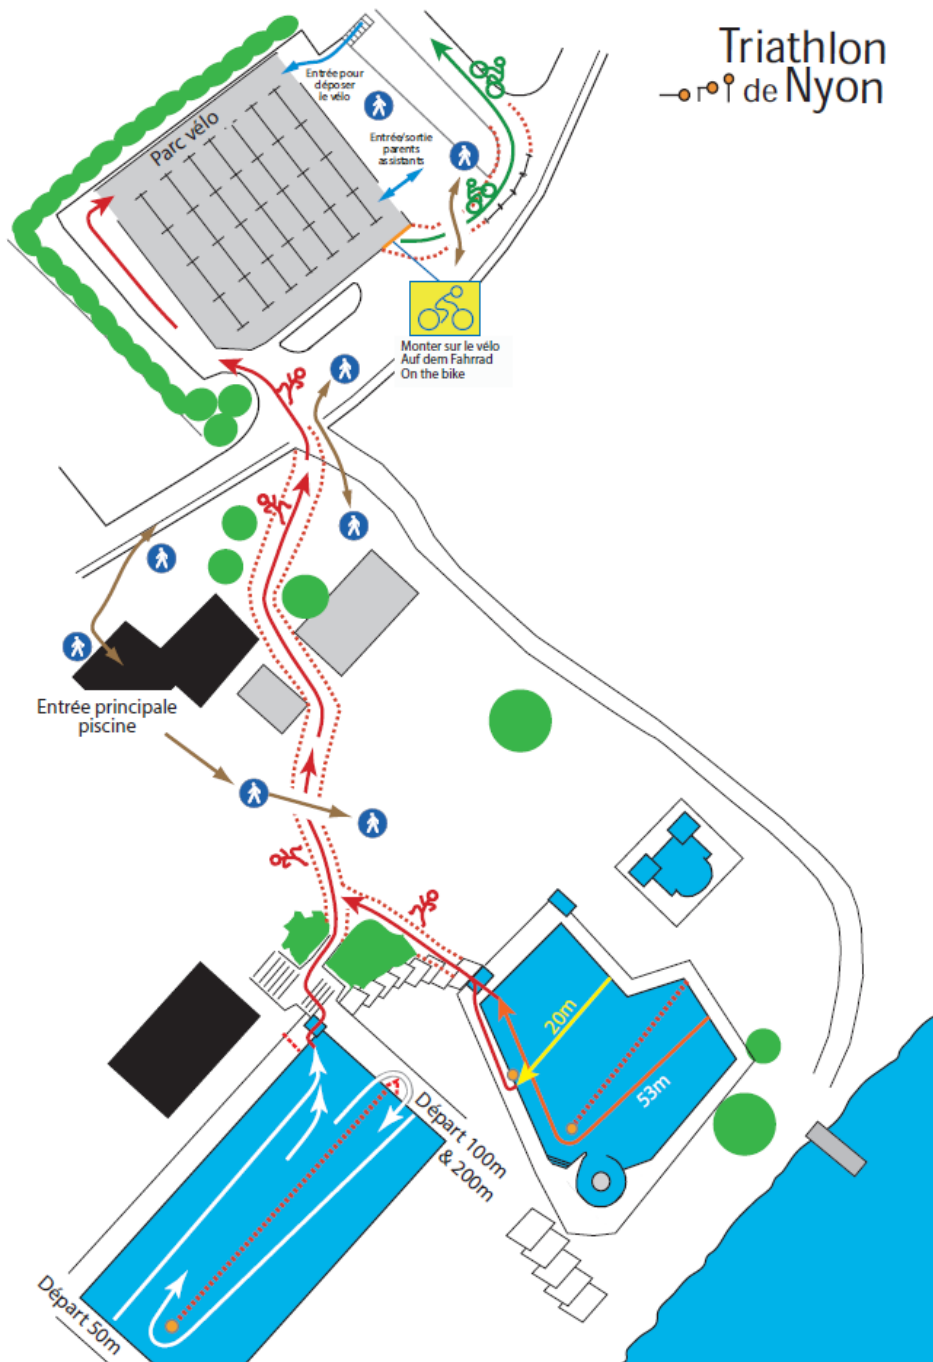 Triathlon
de Nyon
Entrée pour
déposer
le vélo
Parc vélo
Entrée/sortie
parents
assistants
Monter sur le vélo
Auf dem Fahrrad
On the bike
Entrée principale
piscine
20m
53m
Départ 100m
& 200m
Départ 50m